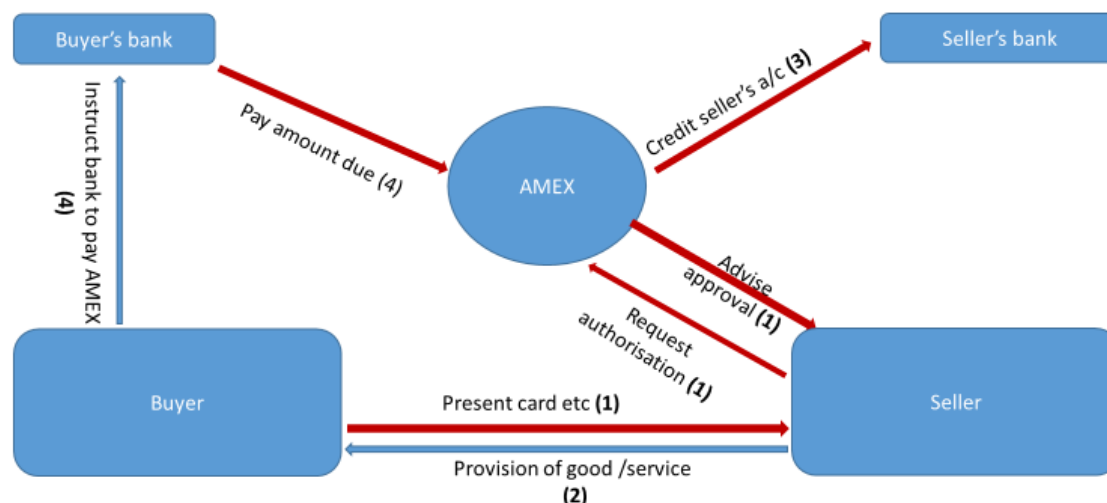 Buyer's bank
Seller's bank
Instruct bank to pay AMEX
(4)
Pay amount due (4)
AMEX
Credit seller's a/c (3)
Advise
approval (1)
Request
authorisation (1)
Buyer
Present card etc (1)
Seller
Provision of good /service
(2)